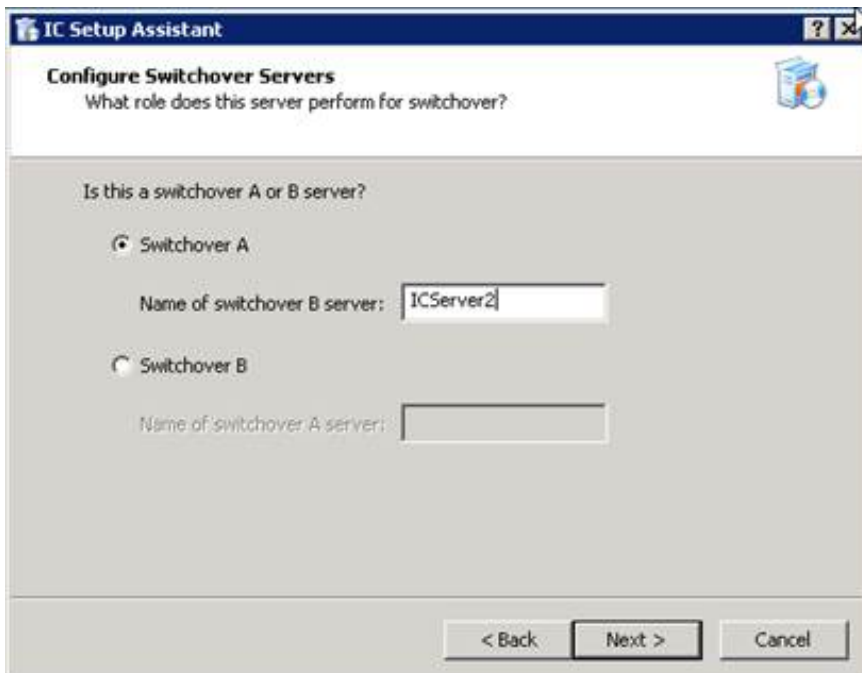 IC Setup Assistant
Configure Switchover Servers
What role does this server perform for switchover?
Is this a switchover A or B server?
Switchover A
Name of switchover B server: ICServer2
Switchover B
Name of switchover A server:
< Back Next > Cancel